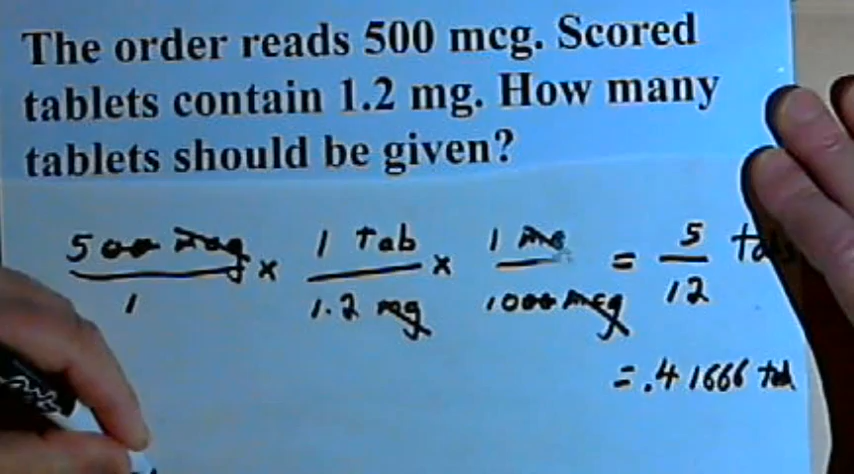 The order reads 500 mcg. Scored
tablets contain 1.2 mg. How many
tablets should be given?
500 mcg / 1 x 1 Tab / 1.2 mg x 1 mg / 1000 mcg = 5 / 12 tabs
= .41666 tab